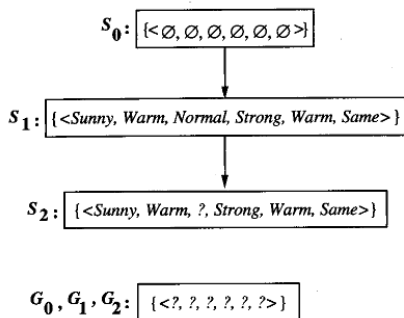 S0: {<∅, ∅, ∅, ∅, ∅, ∅>}
S1: {<Sunny, Warm, Normal, Strong, Warm, Same>}
S2: {<Sunny, Warm, ?, Strong, Warm, Same>}
G0, G1, G2: {<?, ?, ?, ?, ?, ?>}